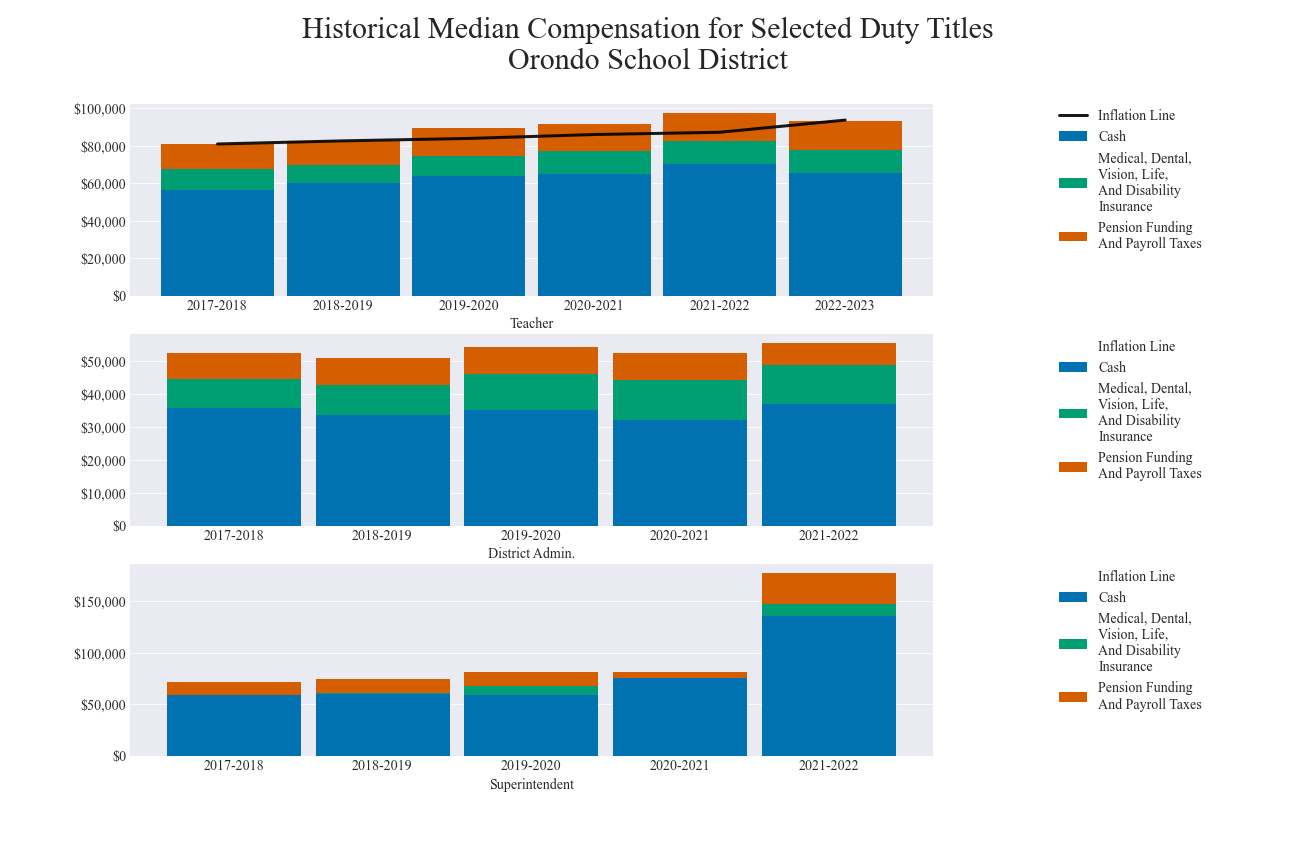 Historical Median Compensation for Selected Duty Titles
Orondo School District
$100,000
$80,000
$60,000
$40,000
$20,000
$0
2017-2018
2018-2019
2019-2020
2020-2021
2021-2022
2022-2023
Teacher
Inflation Line
Cash
Medical, Dental,
Vision, Life,
And Disability
Insurance
Pension Funding
And Payroll Taxes
$50,000
$40,000
$30,000
$20,000
$10,000
$0
2017-2018
2018-2019
2019-2020
2020-2021
2021-2022
District Admin.
Inflation Line
Cash
Medical, Dental,
Vision, Life,
And Disability
Insurance
Pension Funding
And Payroll Taxes
$150,000
$100,000
$50,000
$0
2017-2018
2018-2019
2019-2020
2020-2021
2021-2022
Superintendent
Inflation Line
Cash
Medical, Dental,
Vision, Life,
And Disability
Insurance
Pension Funding
And Payroll Taxes